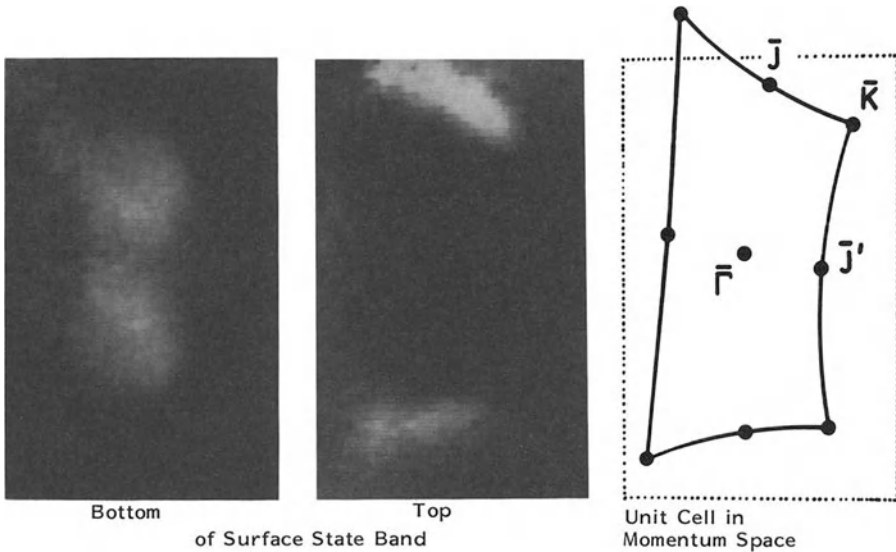 J̄
K̄
Γ̄
J̄'
Bottom
Top
of Surface State Band
Unit Cell in
Momentum Space